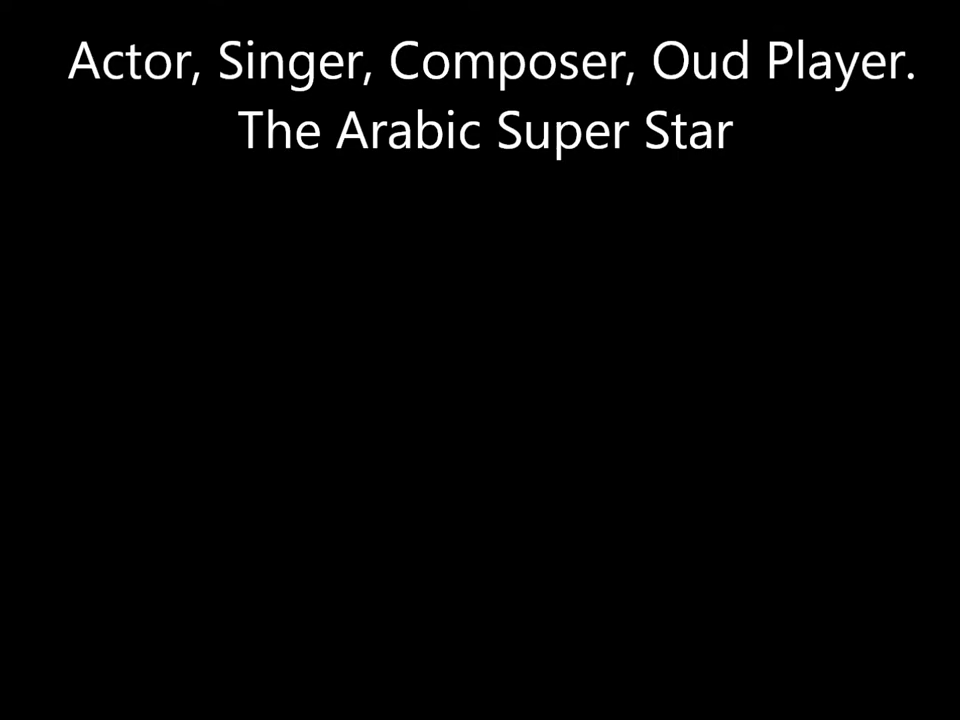 Actor, Singer, Composer, Oud Player.
The Arabic Super Star